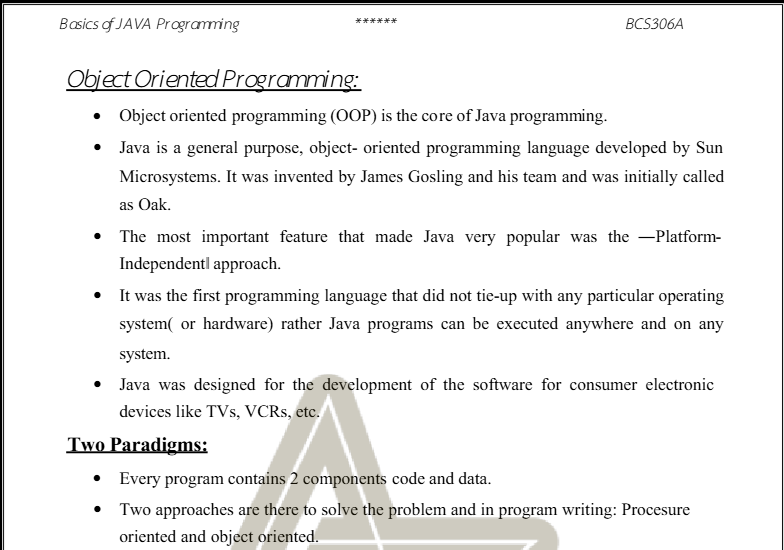 Basics of JAVA Programming ****** BCS306A
Object Oriented Programming:
• Object oriented programming (OOP) is the core of Java programming.
• Java is a general purpose, object- oriented programming language developed by Sun
Microsystems. It was invented by James Gosling and his team and was initially called
as Oak.
• The most important feature that made Java very popular was the ―Platform-
Independent‖ approach.
• It was the first programming language that did not tie-up with any particular operating
system( or hardware) rather Java programs can be executed anywhere and on any
system.
• Java was designed for the development of the software for consumer electronic
devices like TVs, VCRs, etc.
Two Paradigms:
• Every program contains 2 components code and data.
• Two approaches are there to solve the problem and in program writing: Procesure
oriented and object oriented.